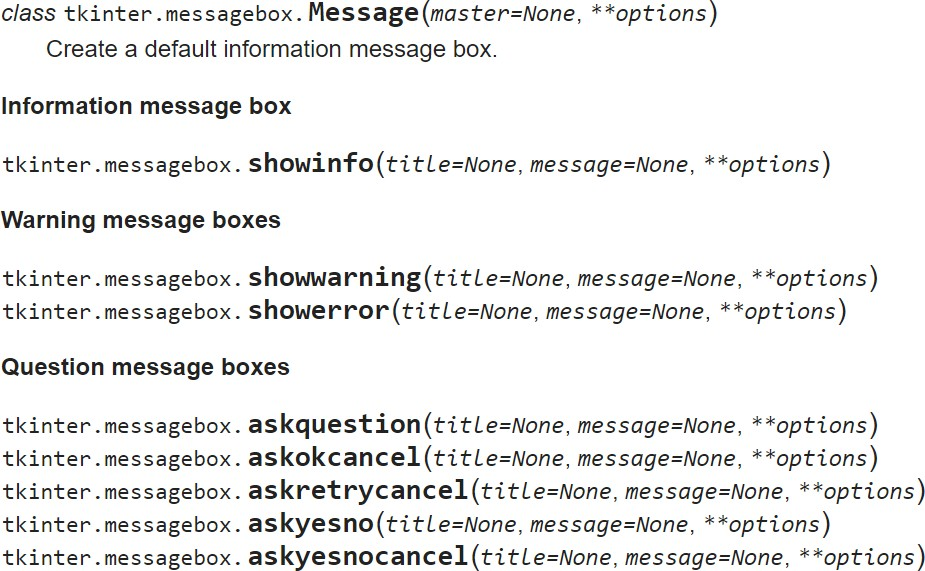 class tkinter.messagebox.Message(master=None, **options)
Create a default information message box.
Information message box
tkinter.messagebox.showinfo(title=None, message=None, **options)
Warning message boxes
tkinter.messagebox.showwarning(title=None, message=None, **options)
tkinter.messagebox.showerror(title=None, message=None, **options)
Question message boxes
tkinter.messagebox.askquestion(title=None, message=None, **options)
tkinter.messagebox.askokcancel(title=None, message=None, **options)
tkinter.messagebox.askretrycancel(title=None, message=None, **options)
tkinter.messagebox.askyesno(title=None, message=None, **options)
tkinter.messagebox.askyesnocancel(title=None, message=None, **options)